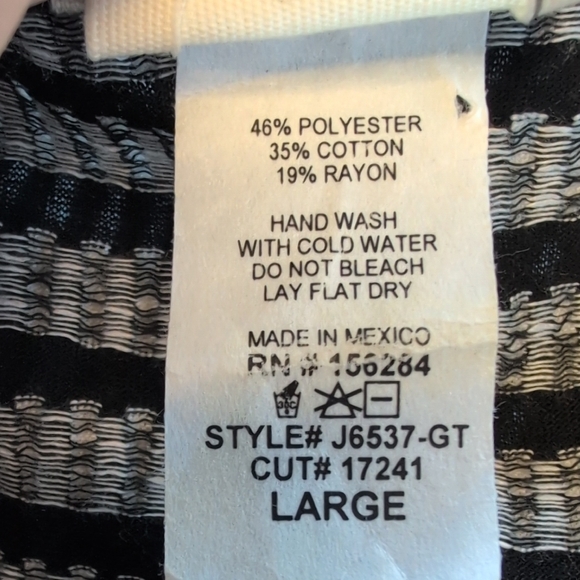 46% POLYESTER
35% COTTON
19% RAYON
HAND WASH
WITH COLD WATER
DO NOT BLEACH
LAY FLAT DRY
MADE IN MEXICO
RN # 156284
STYLE# J6537-GT
CUT# 17241
LARGE